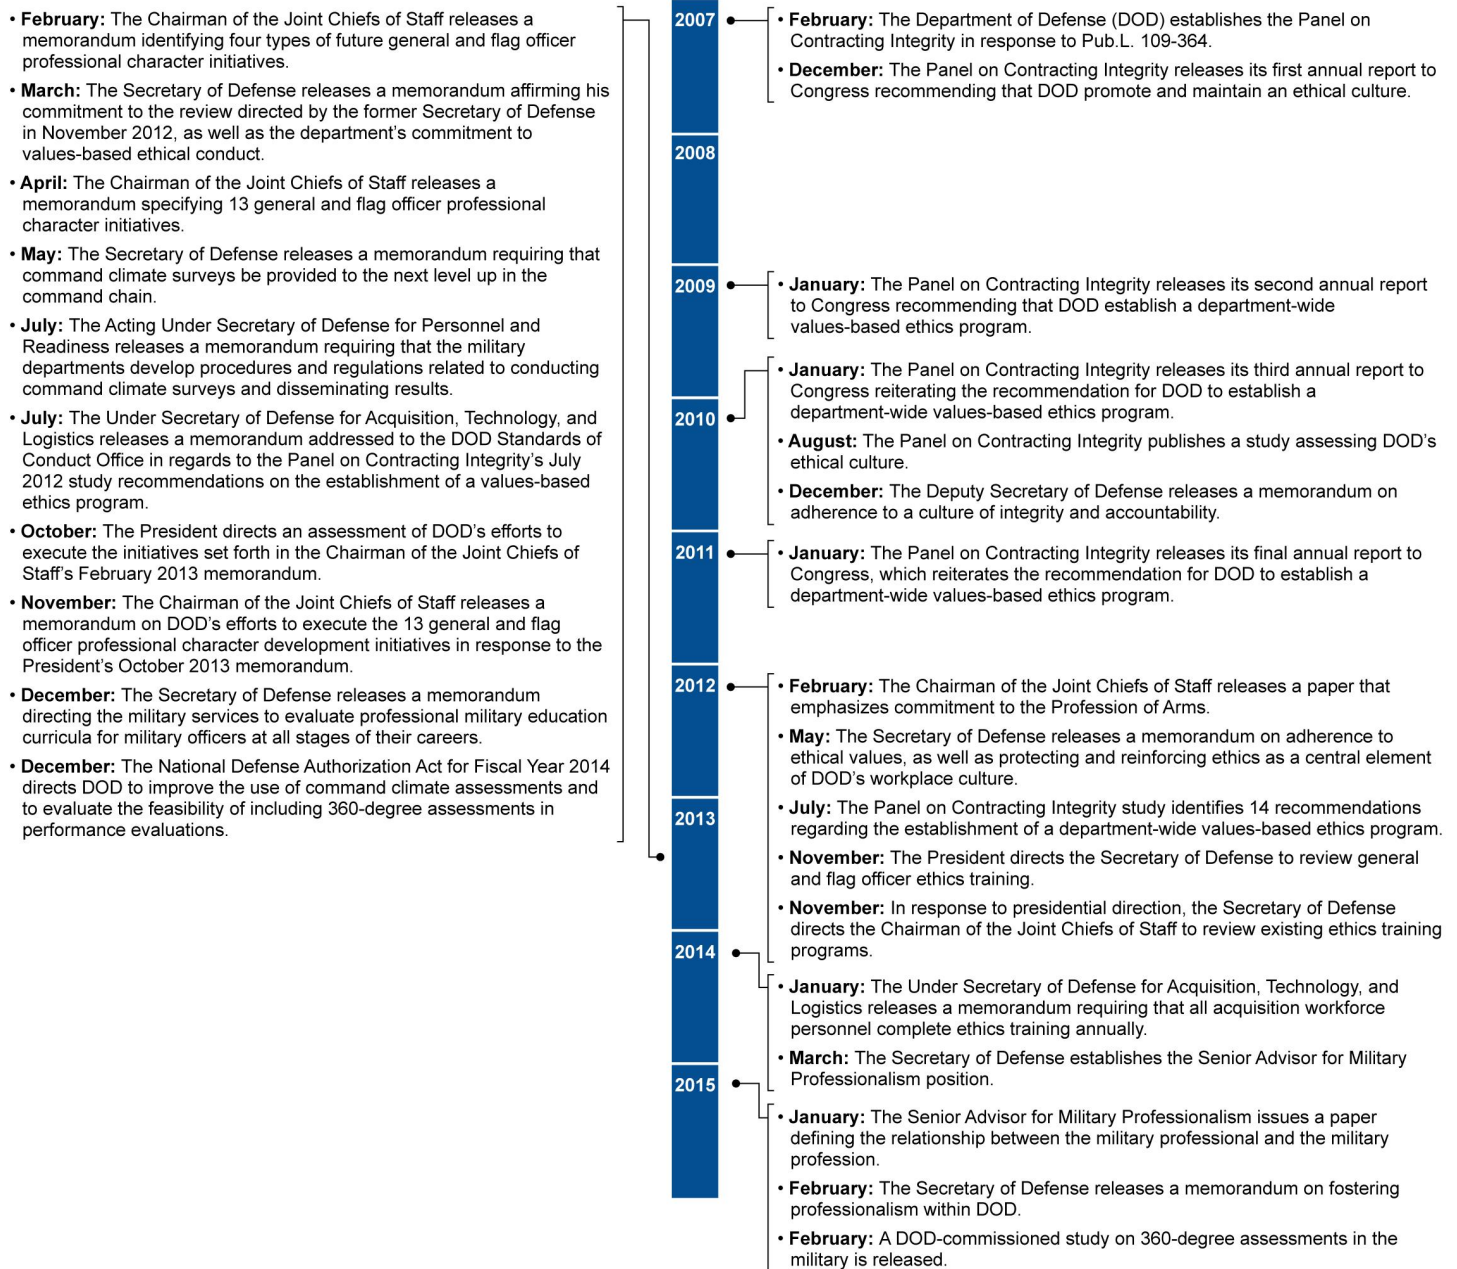 • February: The Chairman of the Joint Chiefs of Staff releases a
memorandum identifying four types of future general and flag officer
professional character initiatives.
• March: The Secretary of Defense releases a memorandum affirming his
commitment to the review directed by the former Secretary of Defense
in November 2012, as well as the department’s commitment to
values-based ethical conduct.
• April: The Chairman of the Joint Chiefs of Staff releases a
memorandum specifying 13 general and flag officer professional
character initiatives.
• May: The Secretary of Defense releases a memorandum requiring that
command climate surveys be provided to the next level up in the
command chain.
• July: The Acting Under Secretary of Defense for Personnel and
Readiness releases a memorandum requiring that the military
departments develop procedures and regulations related to conducting
command climate surveys and disseminating results.
• July: The Under Secretary of Defense for Acquisition, Technology, and
Logistics releases a memorandum addressed to the DOD Standards of
Conduct Office in regards to the Panel on Contracting Integrity’s July
2012 study recommendations on the establishment of a values-based
ethics program.
• October: The President directs an assessment of DOD’s efforts to
execute the initiatives set forth in the Chairman of the Joint Chiefs of
Staff’s February 2013 memorandum.
• November: The Chairman of the Joint Chiefs of Staff releases a
memorandum on DOD’s efforts to execute the 13 general and flag
officer professional character development initiatives in response to the
President’s October 2013 memorandum.
• December: The Secretary of Defense releases a memorandum
directing the military services to evaluate professional military education
curricula for military officers at all stages of their careers.
• December: The National Defense Authorization Act for Fiscal Year 2014
directs DOD to improve the use of command climate assessments and
to evaluate the feasibility of including 360-degree assessments in
performance evaluations.
2007
• February: The Department of Defense (DOD) establishes the Panel on
Contracting Integrity in response to Pub.L. 109-364.
• December: The Panel on Contracting Integrity releases its first annual report to
Congress recommending that DOD promote and maintain an ethical culture.
2008
2009
• January: The Panel on Contracting Integrity releases its second annual report
to Congress recommending that DOD establish a department-wide
values-based ethics program.
2010
• January: The Panel on Contracting Integrity releases its third annual report to
Congress reiterating the recommendation for DOD to establish a
department-wide values-based ethics program.
• August: The Panel on Contracting Integrity publishes a study assessing DOD’s
ethical culture.
• December: The Deputy Secretary of Defense releases a memorandum on
adherence to a culture of integrity and accountability.
2011
• January: The Panel on Contracting Integrity releases its final annual report to
Congress, which reiterates the recommendation for DOD to establish a
department-wide values-based ethics program.
2012
• February: The Chairman of the Joint Chiefs of Staff releases a paper that
emphasizes commitment to the Profession of Arms.
• May: The Secretary of Defense releases a memorandum on adherence to
ethical values, as well as protecting and reinforcing ethics as a central element
of DOD’s workplace culture.
• July: The Panel on Contracting Integrity study identifies 14 recommendations
regarding the establishment of a department-wide values-based ethics program.
• November: The President directs the Secretary of Defense to review general
and flag officer ethics training.
• November: In response to presidential direction, the Secretary of Defense
directs the Chairman of the Joint Chiefs of Staff to review existing ethics training
programs.
2013
2014
• January: The Under Secretary of Defense for Acquisition, Technology, and
Logistics releases a memorandum requiring that all acquisition workforce
personnel complete ethics training annually.
• March: The Secretary of Defense establishes the Senior Advisor for Military
Professionalism position.
2015
• January: The Senior Advisor for Military Professionalism issues a paper
defining the relationship between the military professional and the military
profession.
• February: The Secretary of Defense releases a memorandum on fostering
professionalism within DOD.
• February: A DOD-commissioned study on 360-degree assessments in the
military is released.